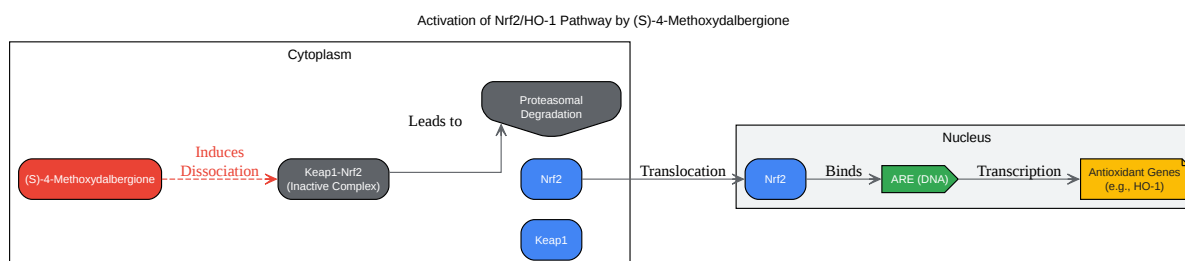 Activation of Nrf2/HO-1 Pathway by (S)-4-Methoxydalbergione
Cytoplasm
Proteasomal
Degradation
Leads to
Induces
Dissociation
(S)-4-Methoxydalbergione
Keap1-Nrf2
(Inactive Complex)
Nrf2
Keap1
Translocation
Nucleus
Nrf2
Binds
ARE (DNA)
Transcription
Antioxidant Genes
(e.g., HO-1)